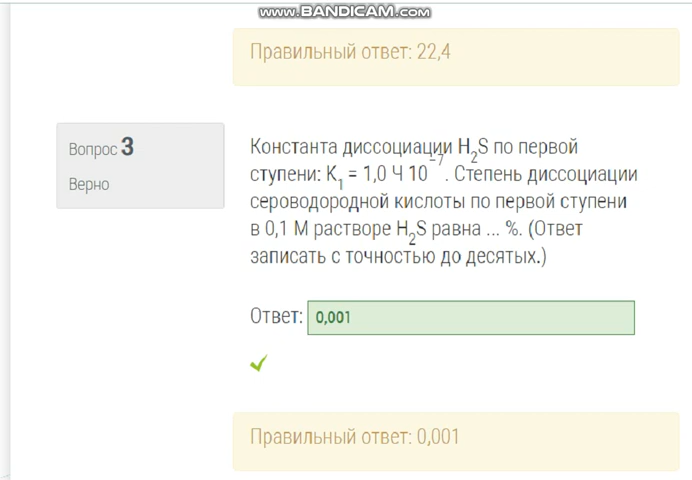 www.BANDICAM.com
Правильный ответ: 22,4
Вопрос 3
Верно
Константа диссоциации H₂S по первой
ступени: K₁ = 1,0 Ч 10⁻⁷. Степень диссоциации
сероводородной кислоты по первой ступени
в 0,1 М растворе H₂S равна ... %. (Ответ
записать с точностью до десятых.)
Ответ: 0,001
Правильный ответ: 0,001